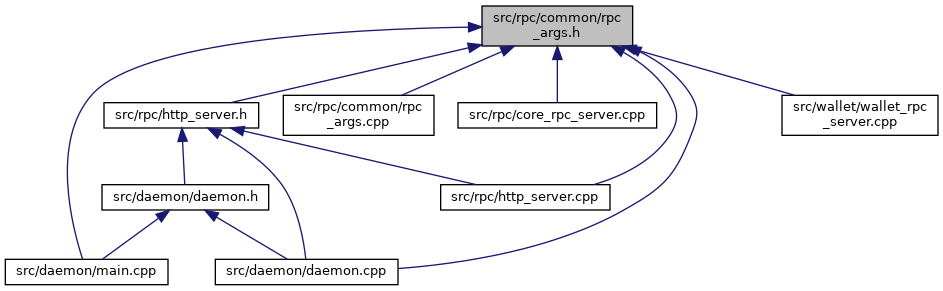 src/rpc/common/rpc
_args.h
src/rpc/http_server.h
src/rpc/common/rpc
_args.cpp
src/rpc/core_rpc_server.cpp
src/wallet/wallet_rpc
_server.cpp
src/daemon/daemon.h
src/rpc/http_server.cpp
src/daemon/main.cpp
src/daemon/daemon.cpp